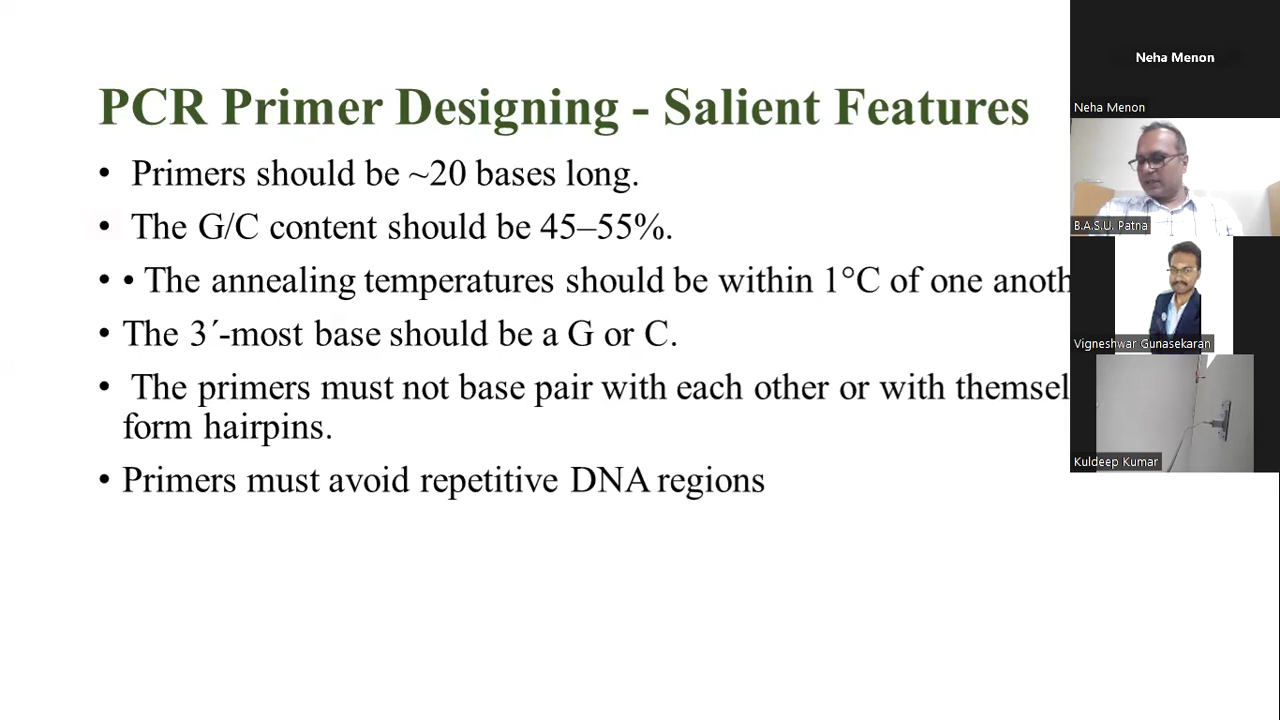 PCR Primer Designing - Salient Features
• Primers should be ~20 bases long.
• The G/C content should be 45–55%.
• • The annealing temperatures should be within 1°C of one anoth
• The 3´-most base should be a G or C.
• The primers must not base pair with each other or with themsel
form hairpins.
• Primers must avoid repetitive DNA regions
Neha Menon
Neha Menon
B.A.S.U. Patna
Vigneshwar Gunasekaran
Kuldeep Kumar